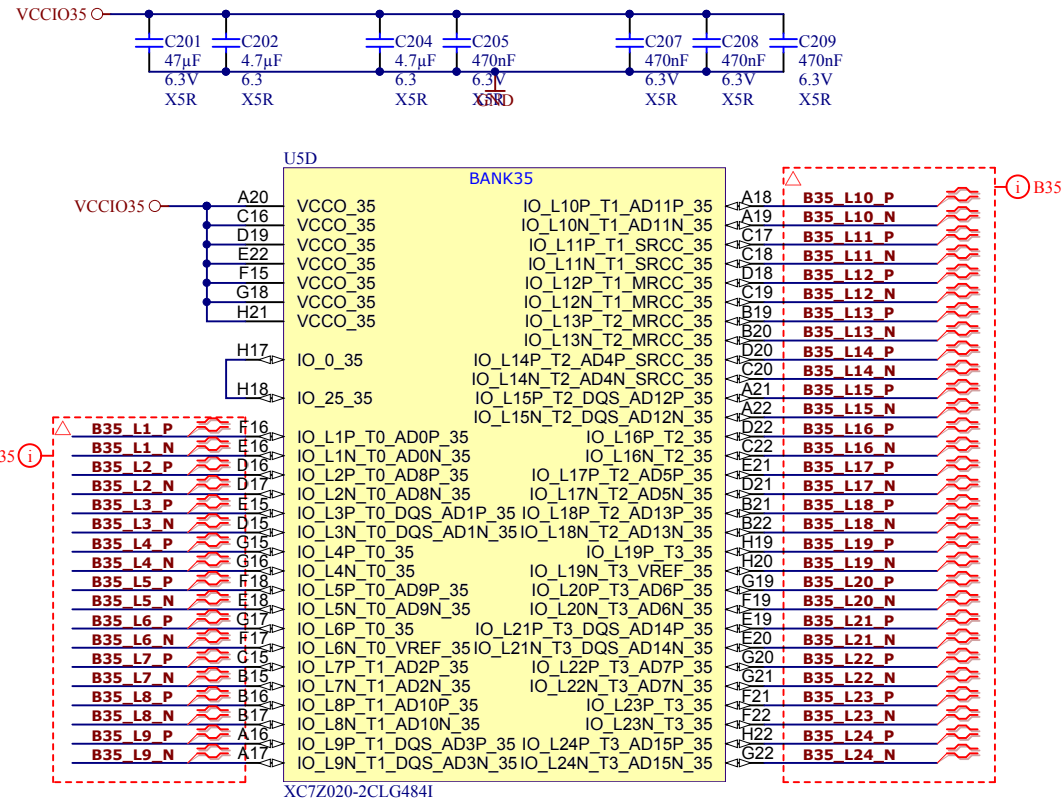 VCCIO35
C201
47µF
6.3V
X5R
C202
4.7µF
6.3
X5R
C204
4.7µF
6.3
X5R
C205
470nF
6.3V
X5R
GND
C207
470nF
6.3V
X5R
C208
470nF
6.3V
X5R
C209
470nF
6.3V
X5R
U5D
BANK35
VCCIO35
A20 VCCO_35
C16 VCCO_35
D19 VCCO_35
E22 VCCO_35
F15 VCCO_35
G18 VCCO_35
H21 VCCO_35
H17 IO_0_35
H18 IO_25_35
35 i
B35_L1_P F16 IO_L1P_T0_AD0P_35
B35_L1_N E16 IO_L1N_T0_AD0N_35
B35_L2_P D16 IO_L2P_T0_AD8P_35
B35_L2_N D17 IO_L2N_T0_AD8N_35
B35_L3_P E15 IO_L3P_T0_DQS_AD1P_35
B35_L3_N D15 IO_L3N_T0_DQS_AD1N_35
B35_L4_P G15 IO_L4P_T0_35
B35_L4_N G16 IO_L4N_T0_35
B35_L5_P F18 IO_L5P_T0_AD9P_35
B35_L5_N E18 IO_L5N_T0_AD9N_35
B35_L6_P G17 IO_L6P_T0_35
B35_L6_N F17 IO_L6N_T0_VREF_35
B35_L7_P C15 IO_L7P_T1_AD2P_35
B35_L7_N B15 IO_L7N_T1_AD2N_35
B35_L8_P B16 IO_L8P_T1_AD10P_35
B35_L8_N B17 IO_L8N_T1_AD10N_35
B35_L9_P A16 IO_L9P_T1_DQS_AD3P_35
B35_L9_N A17 IO_L9N_T1_DQS_AD3N_35
IO_L10P_T1_AD11P_35 A18 B35_L10_P
IO_L10N_T1_AD11N_35 A19 B35_L10_N
IO_L11P_T1_SRCC_35 C17 B35_L11_P
IO_L11N_T1_SRCC_35 C18 B35_L11_N
IO_L12P_T1_MRCC_35 D18 B35_L12_P
IO_L12N_T1_MRCC_35 C19 B35_L12_N
IO_L13P_T2_MRCC_35 B19 B35_L13_P
IO_L13N_T2_MRCC_35 B20 B35_L13_N
IO_L14P_T2_AD4P_SRCC_35 D20 B35_L14_P
IO_L14N_T2_AD4N_SRCC_35 C20 B35_L14_N
IO_L15P_T2_DQS_AD12P_35 A21 B35_L15_P
IO_L15N_T2_DQS_AD12N_35 A22 B35_L15_N
IO_L16P_T2_35 D22 B35_L16_P
IO_L16N_T2_35 C22 B35_L16_N
IO_L17P_T2_AD5P_35 E21 B35_L17_P
IO_L17N_T2_AD5N_35 D21 B35_L17_N
IO_L18P_T2_AD13P_35 B21 B35_L18_P
IO_L18N_T2_AD13N_35 B22 B35_L18_N
IO_L19P_T3_35 H19 B35_L19_P
IO_L19N_T3_VREF_35 H20 B35_L19_N
IO_L20P_T3_AD6P_35 G19 B35_L20_P
IO_L20N_T3_AD6N_35 F19 B35_L20_N
IO_L21P_T3_DQS_AD14P_35 E19 B35_L21_P
IO_L21N_T3_DQS_AD14N_35 E20 B35_L21_N
IO_L22P_T3_AD7P_35 G20 B35_L22_P
IO_L22N_T3_AD7N_35 G21 B35_L22_N
IO_L23P_T3_35 F21 B35_L23_P
IO_L23N_T3_35 F22 B35_L23_N
IO_L24P_T3_AD15P_35 H22 B35_L24_P
IO_L24N_T3_AD15N_35 G22 B35_L24_N
i B35
XC7Z020-2CLG484I